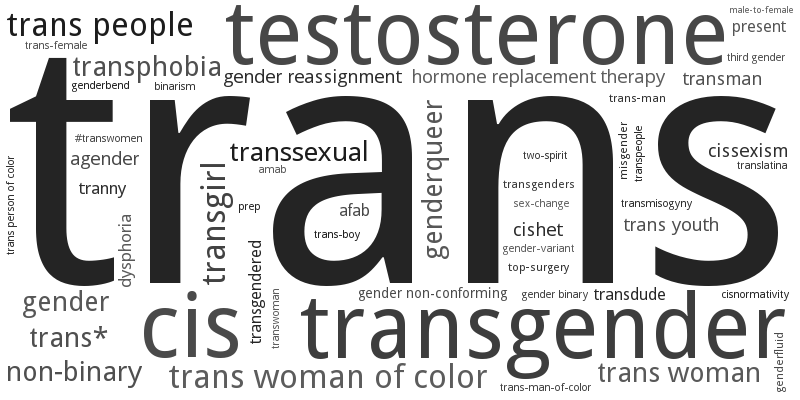 trans people
testosterone
male-to-female
present
trans-female
transphobia
third gender
gender reassignment
hormone replacement therapy
transman
genderbend
binarism
trans
trans-man
#transwomen
genderqueer
misgender
transpeople
transsexual
cissexism
agender
two-spirit
translatina
trans person of color
amab
tranny
transgirl
transgenders
prep
afab
sex-change
transmisogyny
dysphoria
trans-boy
cishet
trans youth
gender-variant
transgendered
top-surgery
gender
transwoman
gender non-conforming
gender binary
transdude
cisnormativity
cis
transgender
trans*
non-binary
trans woman of color
trans woman
genderfluid
trans-man-of-color